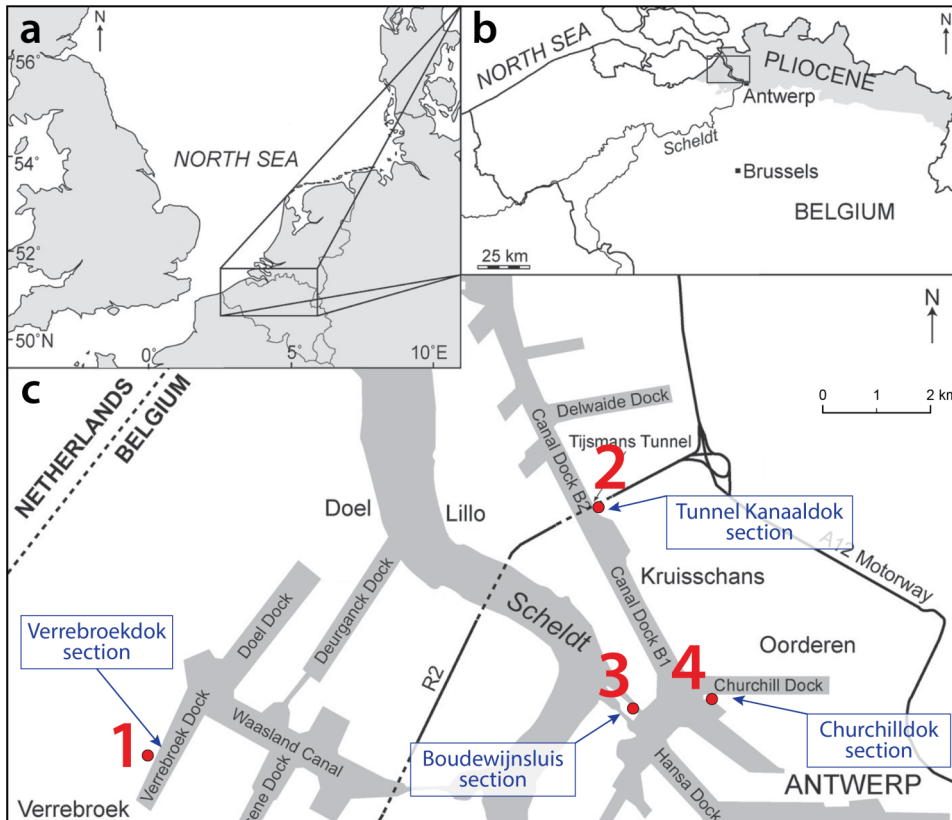 a
N
56°
54°
52°
50°N
0°
5°
10°E
NORTH SEA
b
N
NORTH SEA
PLIOCENE
Antwerp
Scheldt
Brussels
BELGIUM
25 km
c
N
0 1 2 km
NETHERLANDS
BELGIUM
Delwaide Dock
Canal Dock B2
Tijsmans Tunnel
2
Tunnel Kanaaldok
section
Doel
Lillo
A12 Motorway
Kruisschans
Scheldt
Canal Dock B1
Deurganck Dock
Doel Dock
R2
Verrebroekdok
section
Oorderen
3
4
Churchill Dock
1
Verrebroek Dock
Waasland Canal
Boudewijnsluis
section
Churchilldok
section
Hansa Dock
ANTWERP
Verrebroek
ene Dock